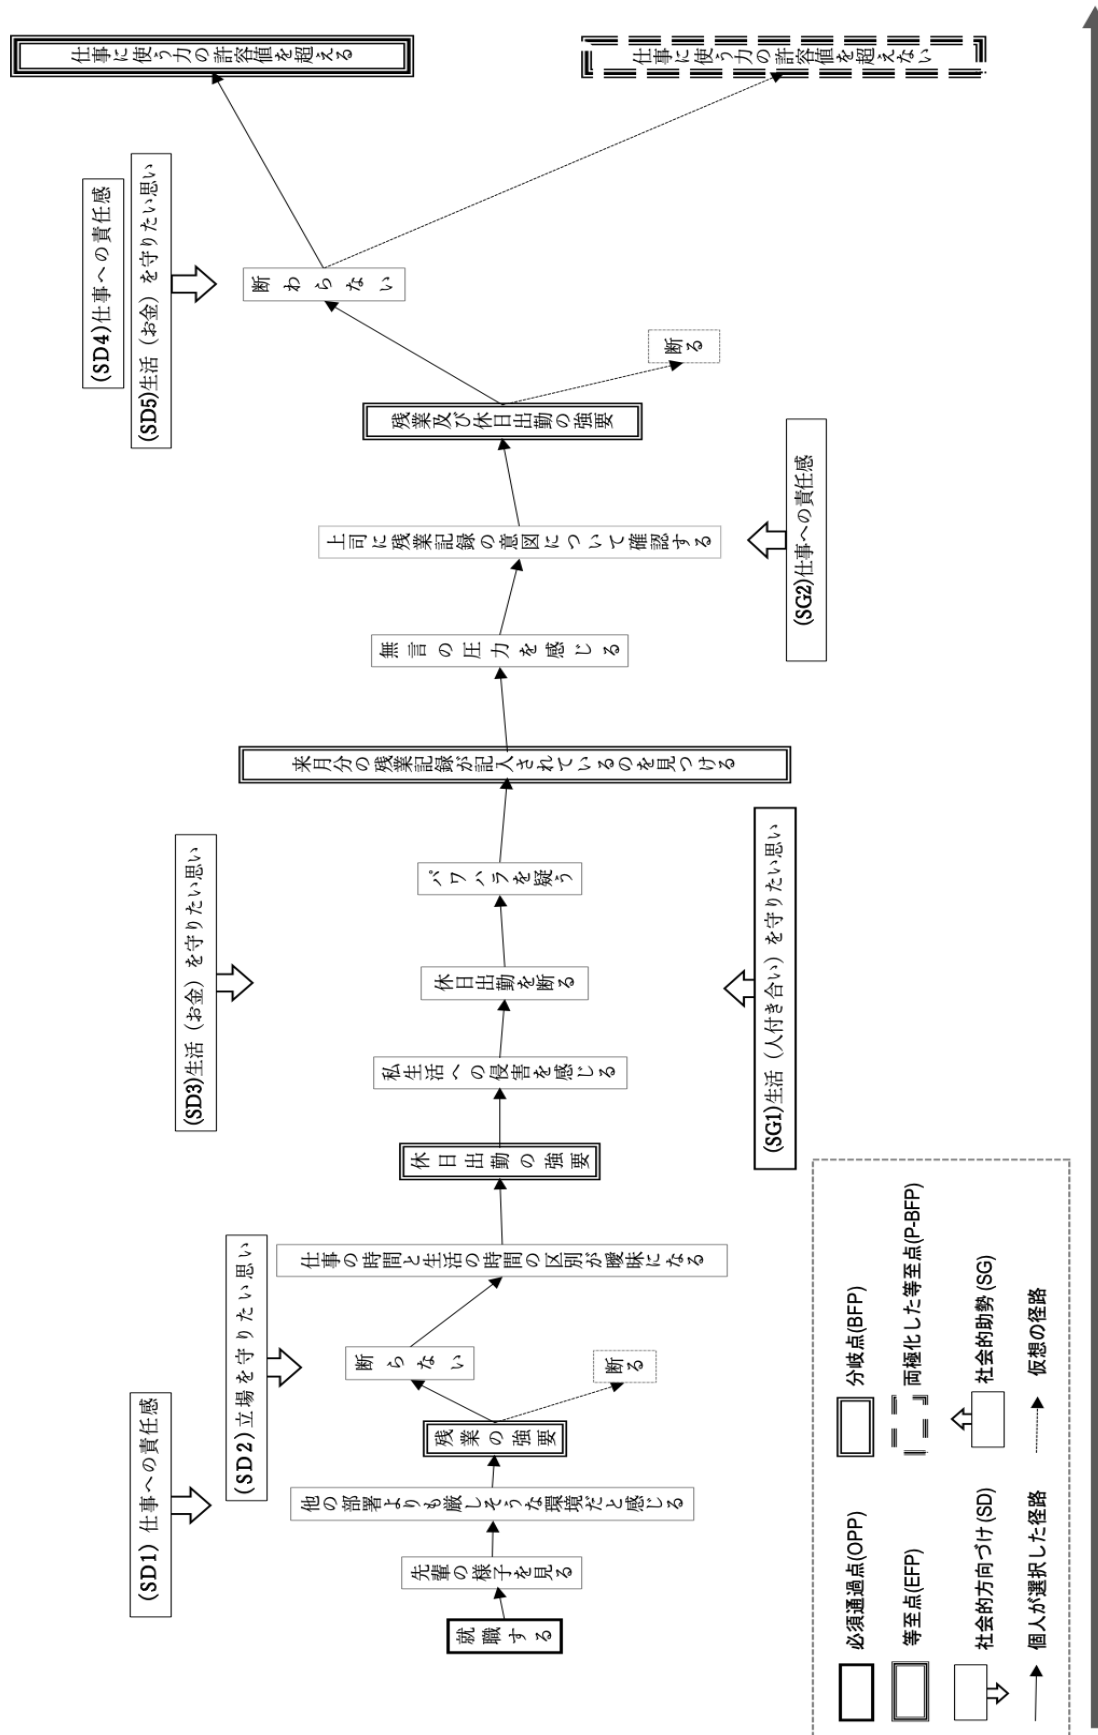 (SD1) 仕事への責任感
(SD2)立場を守りたい思い
(SD3)生活（お金）を守りたい思い
(SD4)仕事への責任感
(SD5)生活（お金）を守りたい思い
就職する
先輩の様子を見る
他の部署よりも厳しそうな環境だと感じる
残業の強要
断らない
断る
仕事の時間と生活の時間の区別が曖昧になる
休日出勤の強要
私生活への侵害を感じる
休日出勤を断る
パワハラを疑う
来月分の残業記録が記入されているのを見つける
無言の圧力を感じる
上司に残業記録の意図について確認する
残業及び休日出勤の強要
断わらない
断る
仕事に使う力の許容値を超える
仕事に使う力の許容値を超えない
(SG1)生活（人付き合い）を守りたい思い
(SG2)仕事への責任感
必須通過点(OPP)
分岐点(BFP)
等至点(EFP)
両極化した等至点(P-BFP)
社会的方向づけ(SD)
社会的助勢(SG)
個人が選択した径路
仮想の径路